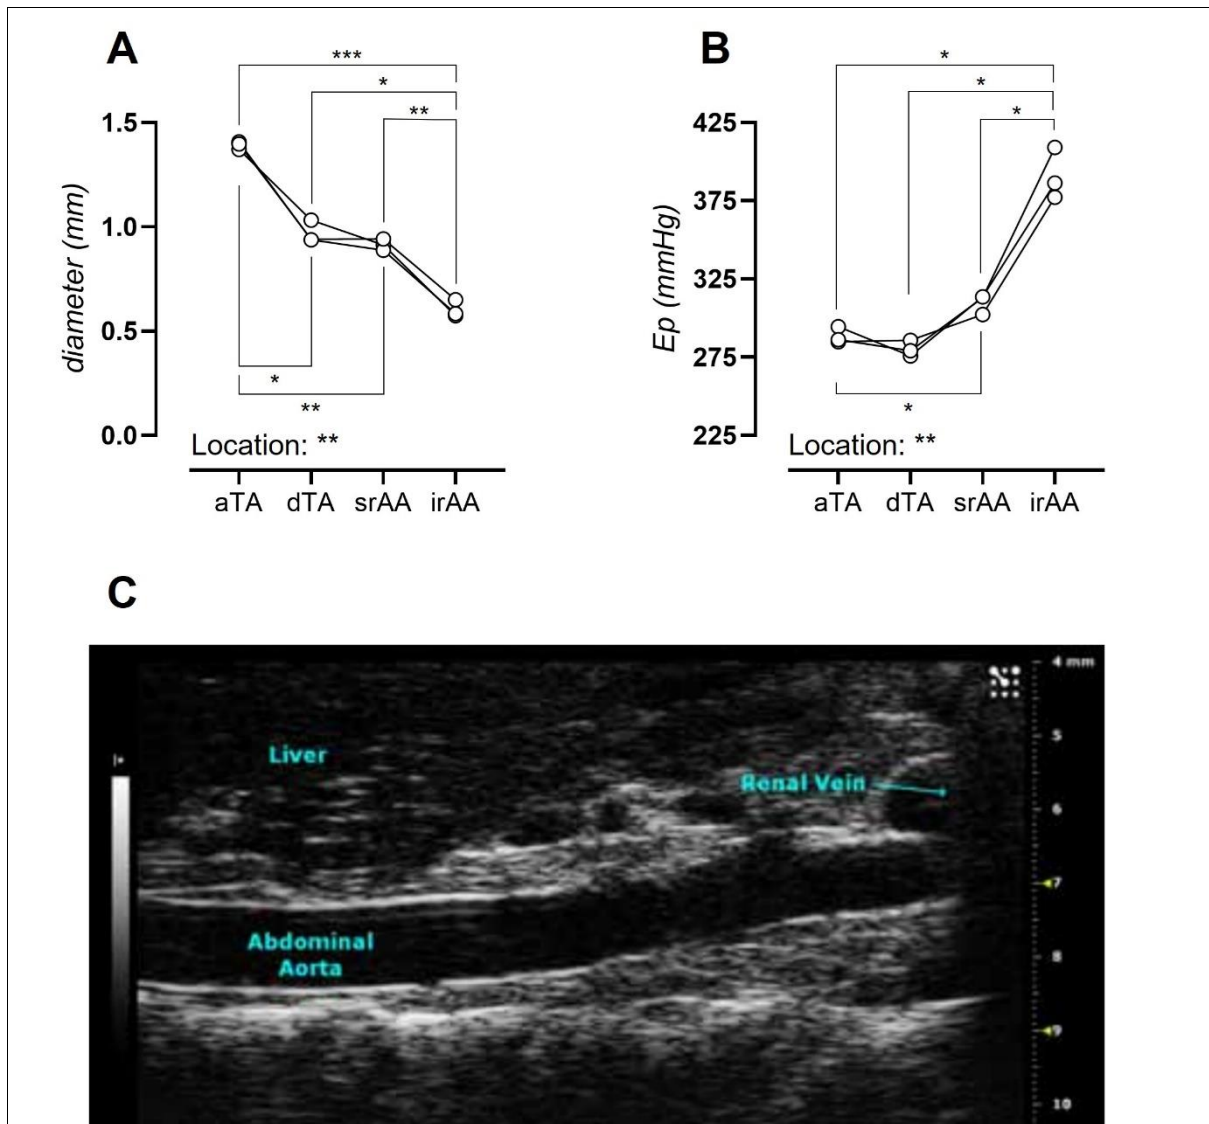 A
***
*
**
1.5
1.0
0.5
0.0
diameter (mm)
*
**
Location: **
aTA dTA srAA irAA
B
*
*
*
425
375
325
275
225
Ep (mmHg)
*
Location: **
aTA dTA srAA irAA
C
4 mm
5
6
7
8
9
10
Liver
Renal Vein
Abdominal
Aorta